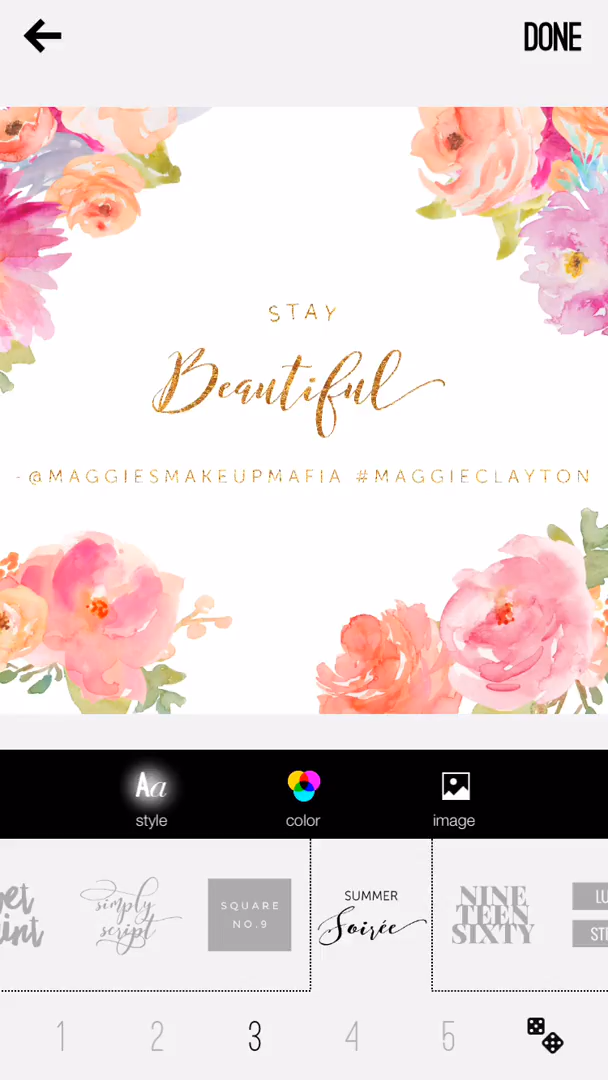 DONE
STAY
Beautiful
-@MAGGIESMAKEUPMAFIA #MAGGIECLAYTON
Aa
style
color
image
simply
script
SQUARE
NO.9
SUMMER
Soirée
NINE
TEEN
SIXTY
1 2 3 4 5